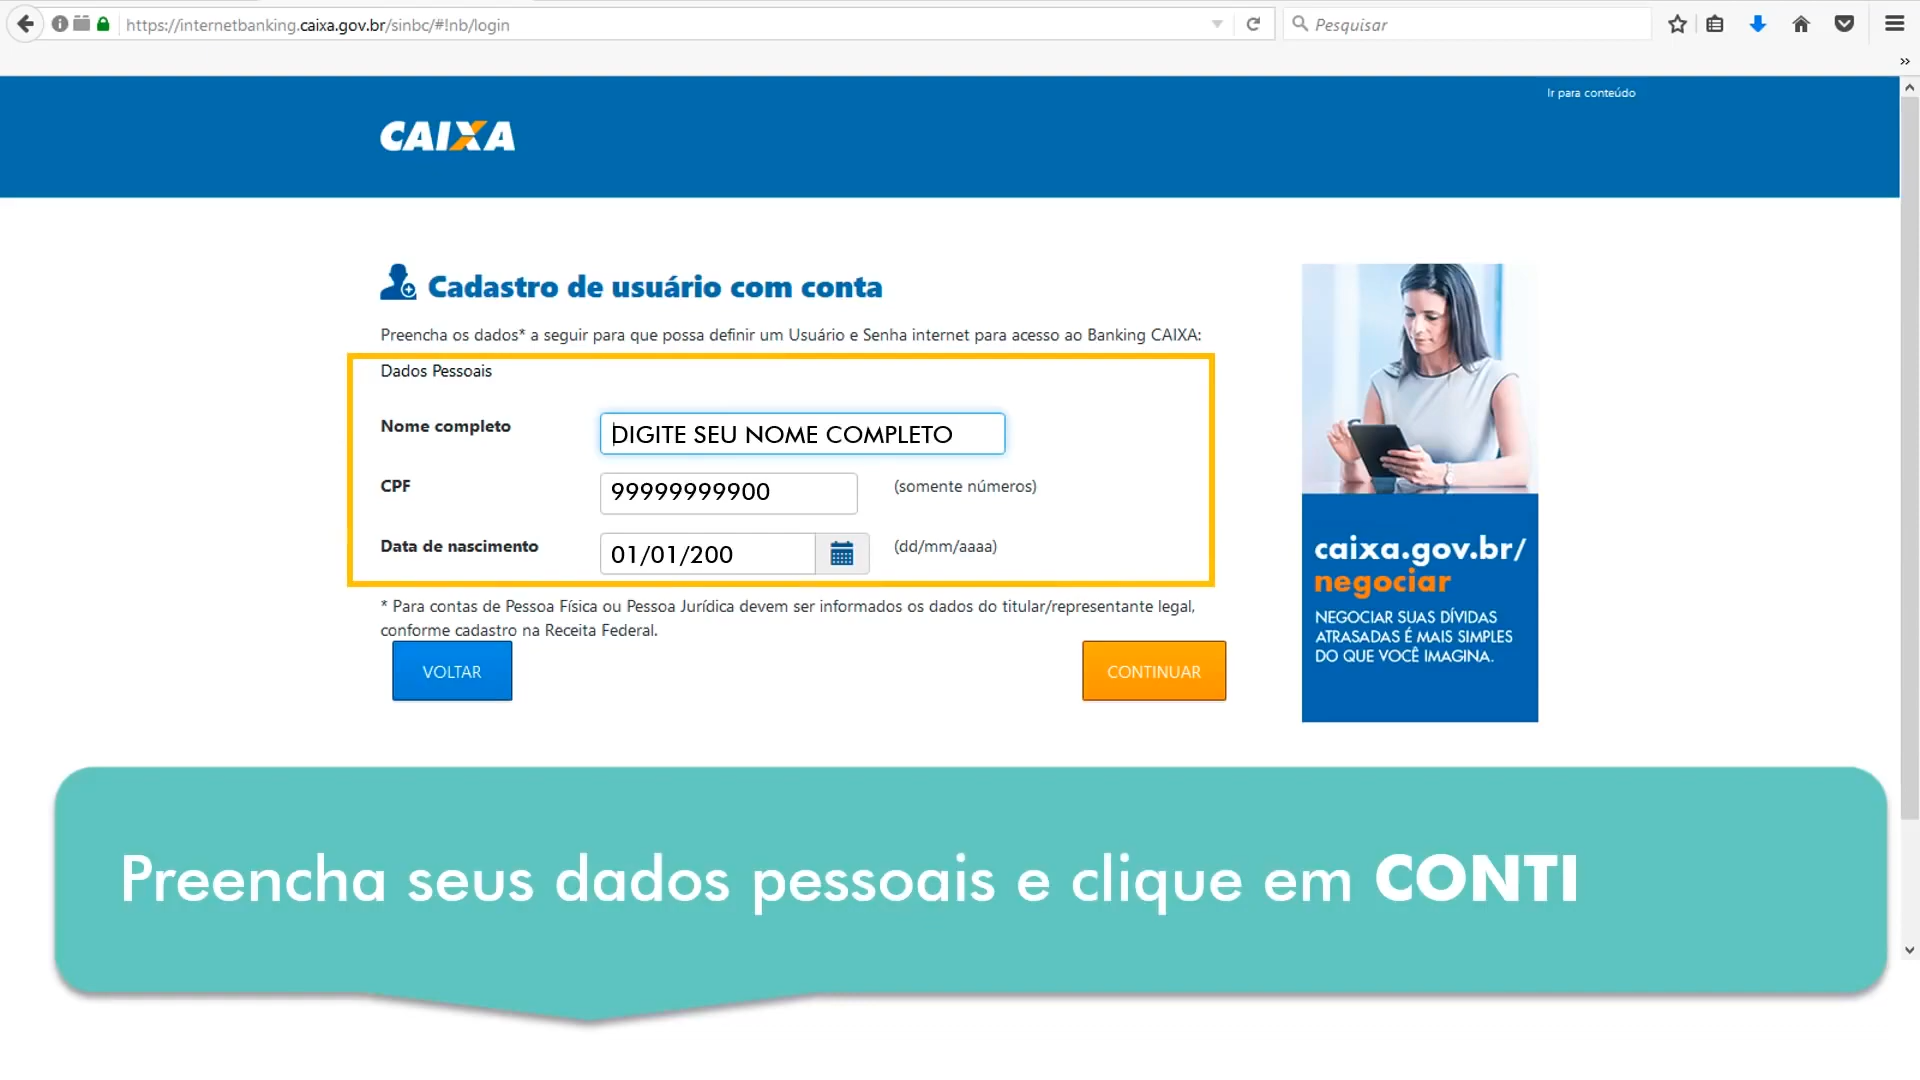 https://internetbanking.caixa.gov.br/sinbc/#!nb/login
Pesquisar
Ir para conteúdo
CAIXA
Cadastro de usuário com conta
Preencha os dados* a seguir para que possa definir um Usuário e Senha internet para acesso ao Banking CAIXA:
Dados Pessoais
Nome completo
DIGITE SEU NOME COMPLETO
CPF
99999999900
(somente números)
Data de nascimento
01/01/200
(dd/mm/aaaa)
* Para contas de Pessoa Física ou Pessoa Jurídica devem ser informados os dados do titular/representante legal,
conforme cadastro na Receita Federal.
VOLTAR
CONTINUAR
caixa.gov.br/
negociar
NEGOCIAR SUAS DÍVIDAS
ATRASADAS É MAIS SIMPLES
DO QUE VOCÊ IMAGINA.
Preencha seus dados pessoais e clique em CONTI